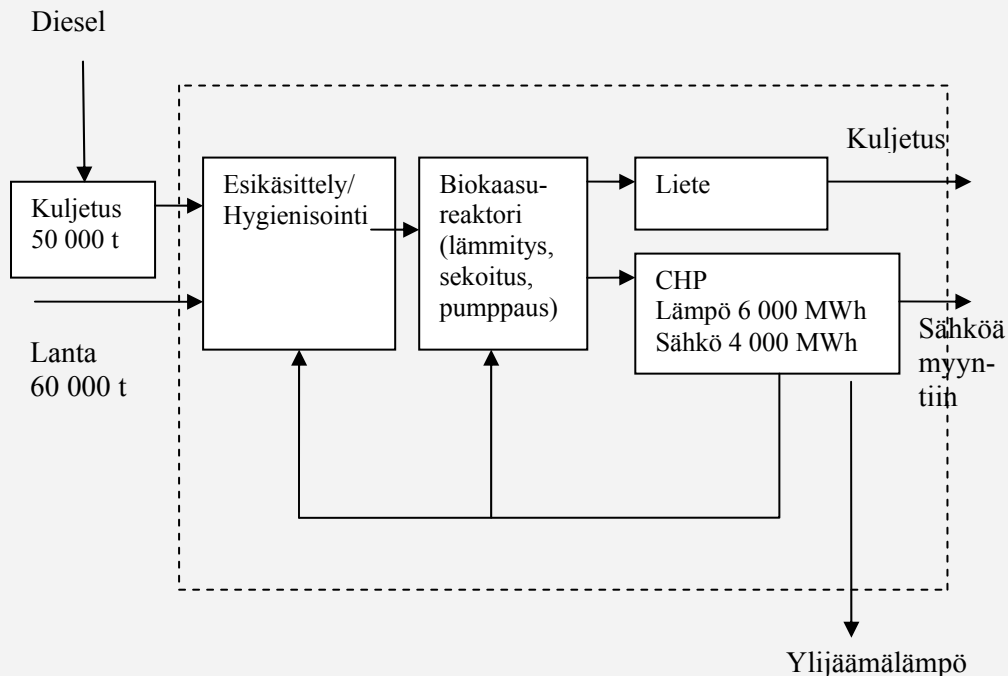 Diesel
Kuljetus
50 000 t
Lanta
60 000 t
Esikäsittely/
Hygienisointi
Biokaasu-
reaktori
(lämmitys,
sekoitus,
pumppaus)
Liete
Kuljetus
CHP
Lämpö 6 000 MWh
Sähkö 4 000 MWh
Sähköä
myyn-
tiin
Ylijäämälämpö